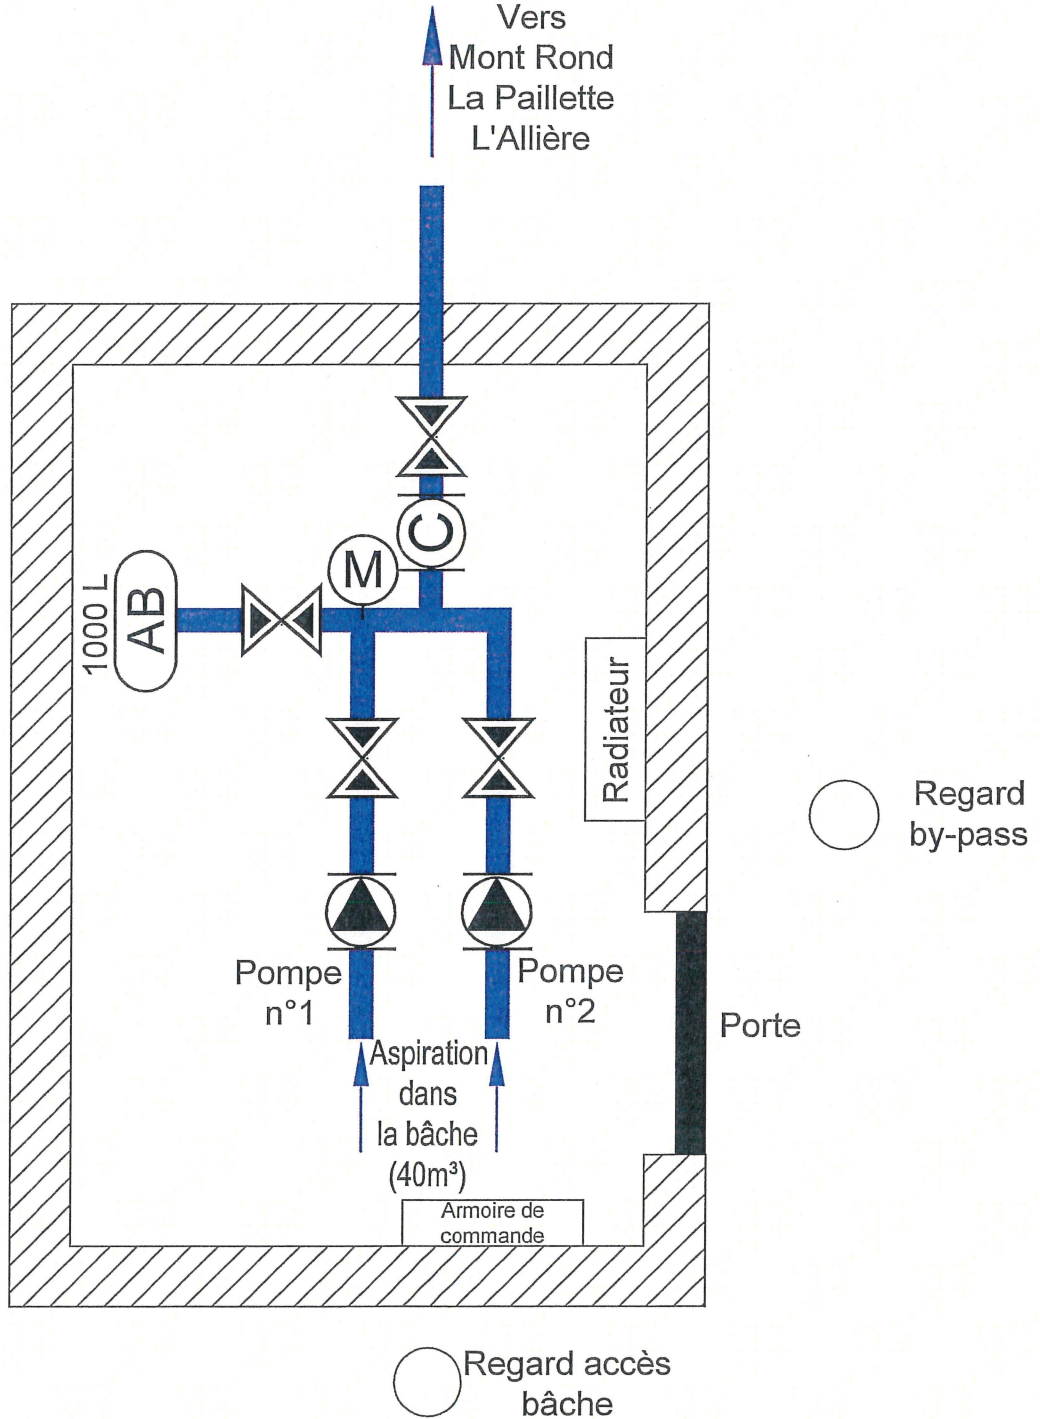 Vers
Mont Rond
La Paillette
L'Allière
C
M
1000 L
AB
Radiateur
Regard
by-pass
Pompe
n°1
Pompe
n°2
Porte
Aspiration
dans
la bâche
(40m³)
Armoire de
commande
Regard accès
bâche